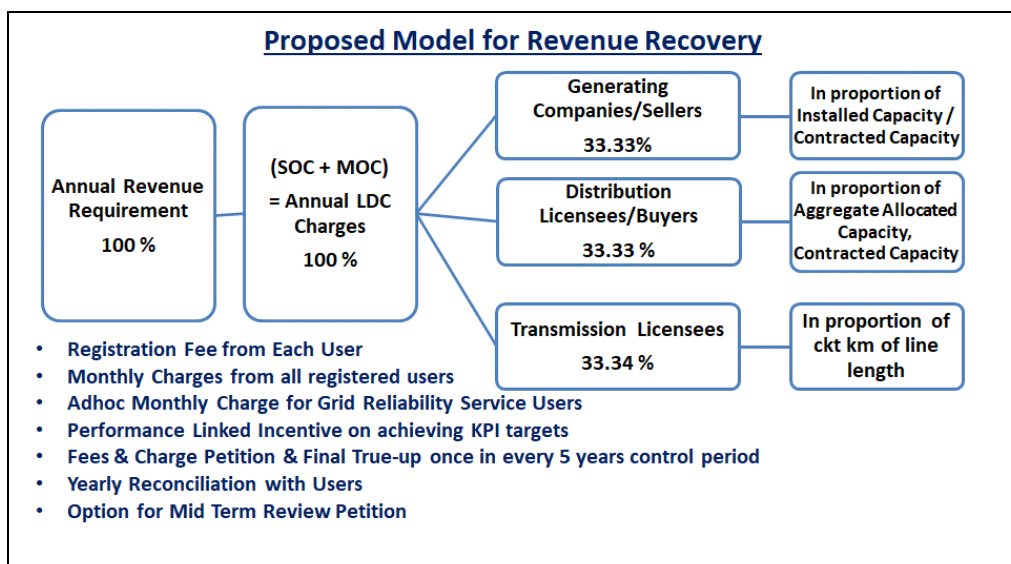 Proposed Model for Revenue Recovery
Annual Revenue
Requirement
100 %
(SOC + MOC)
= Annual LDC
Charges
100 %
Generating
Companies/Sellers
33.33%
In proportion of
Installed Capacity /
Contracted Capacity
Distribution
Licensees/Buyers
33.33 %
In proportion of
Aggregate Allocated
Capacity,
Contracted Capacity
Transmission Licensees
33.34 %
In proportion of
ckt km of line
length
• Registration Fee from Each User
• Monthly Charges from all registered users
• Adhoc Monthly Charge for Grid Reliability Service Users
• Performance Linked Incentive on achieving KPI targets
• Fees & Charge Petition & Final True-up once in every 5 years control period
• Yearly Reconciliation with Users
• Option for Mid Term Review Petition